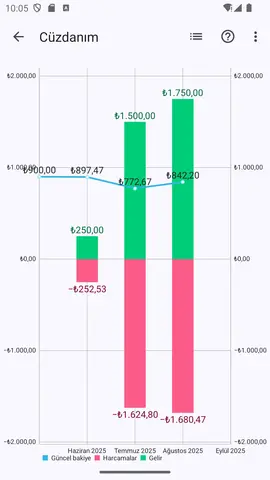 10:05
Cüzdanım
₺2.000,00 ₺2.000,00
₺1.750,00
₺1.500,00
₺1.000,00 ₺1.000,00
₺900,00 ₺897,47 ₺772,67 ₺842,20
₺250,00
₺0,00 ₺0,00
−₺252,53
−₺1.000,00 −₺1.000,00
−₺1.624,80 −₺1.680,47
−₺2.000,00 −₺2.000,00
Haziran 2025 Temmuz 2025 Ağustos 2025 Eylül 2025
Güncel bakiye Harcamalar Gelir